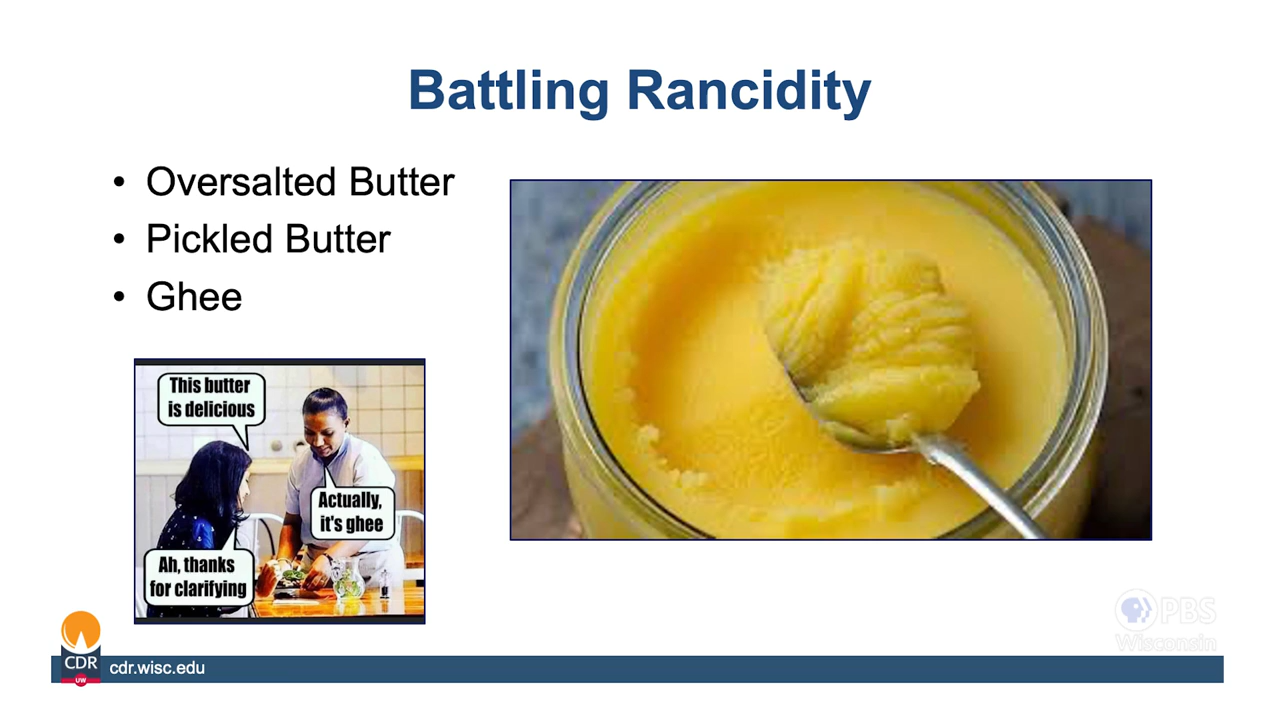 Battling Rancidity
• Oversalted Butter
• Pickled Butter
• Ghee
This butter
is delicious
Actually,
it's ghee
Ah, thanks
for clarifying
CDR
UW
cdr.wisc.edu
PBS
Wisconsin